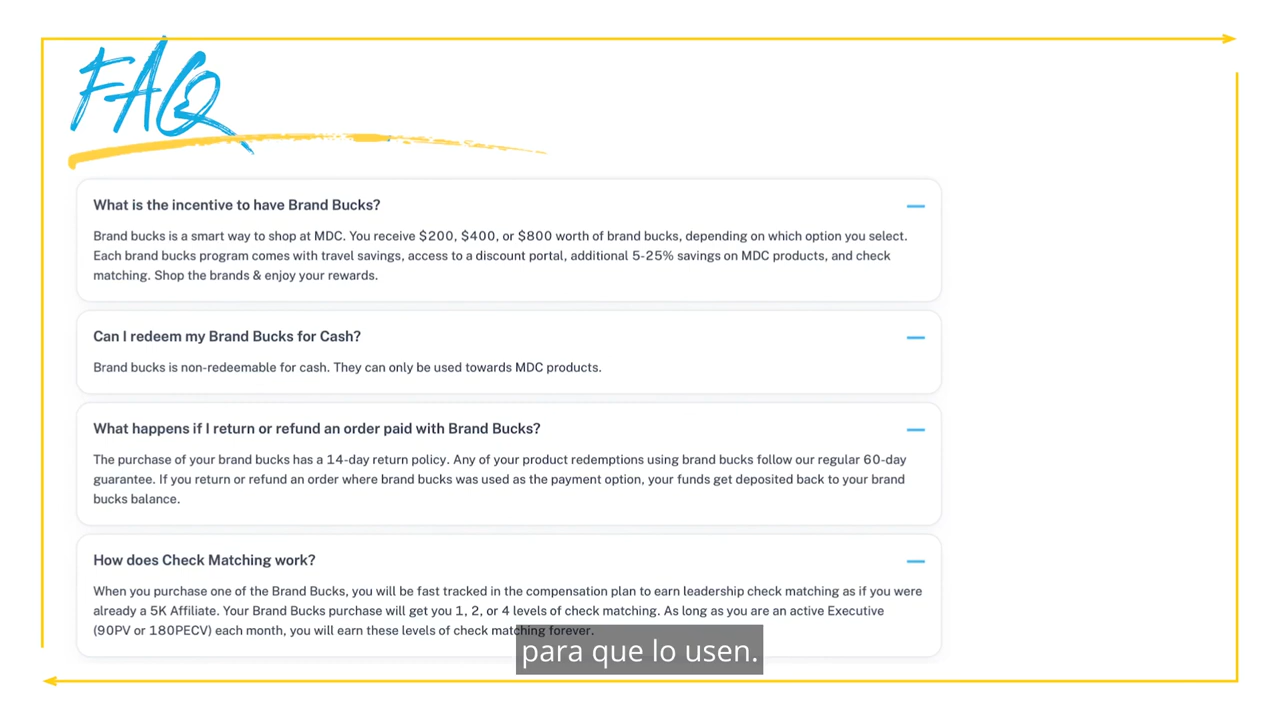 FAQ
What is the incentive to have Brand Bucks?
Brand bucks is a smart way to shop at MDC. You receive $200, $400, or $800 worth of brand bucks, depending on which option you select.
Each brand bucks program comes with travel savings, access to a discount portal, additional 5-25% savings on MDC products, and check
matching. Shop the brands & enjoy your rewards.
Can I redeem my Brand Bucks for Cash?
Brand bucks is non-redeemable for cash. They can only be used towards MDC products.
What happens if I return or refund an order paid with Brand Bucks?
The purchase of your brand bucks has a 14-day return policy. Any of your product redemptions using brand bucks follow our regular 60-day
guarantee. If you return or refund an order where brand bucks was used as the payment option, your funds get deposited back to your brand
bucks balance.
How does Check Matching work?
When you purchase one of the Brand Bucks, you will be fast tracked in the compensation plan to earn leadership check matching as if you were
already a 5K Affiliate. Your Brand Bucks purchase will get you 1, 2, or 4 levels of check matching. As long as you are an active Executive
(90PV or 180PECV) each month, you will earn these levels of check matching forever.
para que lo usen.